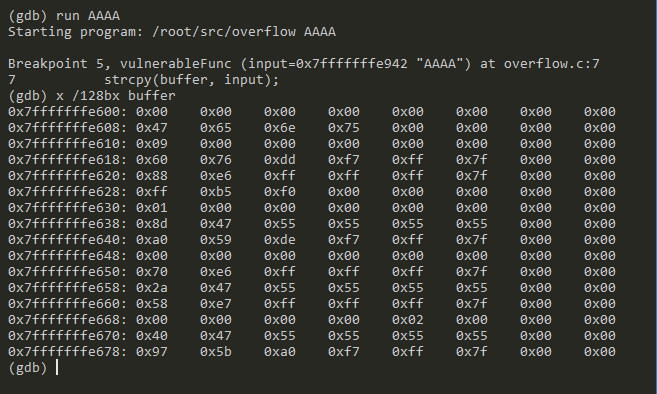 (gdb) run AAAA
Starting program: /root/src/overflow AAAA

Breakpoint 5, vulnerableFunc (input=0x7fffffffe942 "AAAA") at overflow.c:7
7           strcpy(buffer, input);
(gdb) x /128bx buffer
0x7fffffffe600: 0x00    0x00    0x00    0x00    0x00    0x00    0x00    0x00
0x7fffffffe608: 0x47    0x65    0x6e    0x75    0x00    0x00    0x00    0x00
0x7fffffffe610: 0x09    0x00    0x00    0x00    0x00    0x00    0x00    0x00
0x7fffffffe618: 0x60    0x76    0xdd    0xf7    0xff    0x7f    0x00    0x00
0x7fffffffe620: 0x88    0xe6    0xff    0xff    0xff    0x7f    0x00    0x00
0x7fffffffe628: 0xff    0xb5    0xf0    0x00    0x00    0x00    0x00    0x00
0x7fffffffe630: 0x01    0x00    0x00    0x00    0x00    0x00    0x00    0x00
0x7fffffffe638: 0x8d    0x47    0x55    0x55    0x55    0x55    0x00    0x00
0x7fffffffe640: 0xa0    0x59    0xde    0xf7    0xff    0x7f    0x00    0x00
0x7fffffffe648: 0x00    0x00    0x00    0x00    0x00    0x00    0x00    0x00
0x7fffffffe650: 0x70    0xe6    0xff    0xff    0xff    0x7f    0x00    0x00
0x7fffffffe658: 0x2a    0x47    0x55    0x55    0x55    0x55    0x00    0x00
0x7fffffffe660: 0x58    0xe7    0xff    0xff    0xff    0x7f    0x00    0x00
0x7fffffffe668: 0x00    0x00    0x00    0x00    0x02    0x00    0x00    0x00
0x7fffffffe670: 0x40    0x47    0x55    0x55    0x55    0x55    0x00    0x00
0x7fffffffe678: 0x97    0x5b    0xa0    0xf7    0xff    0x7f    0x00    0x00
(gdb)